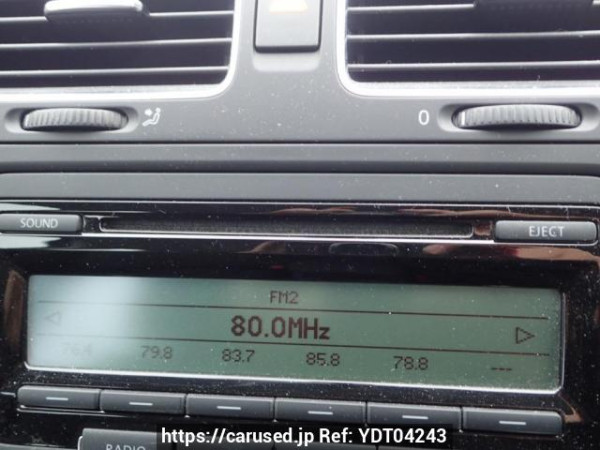 0
SOUND
EJECT
FM2
80.0MHz
79.8 83.7 85.8 78.8 ---
RADIO
https://carused.jp Ref: YDT04243